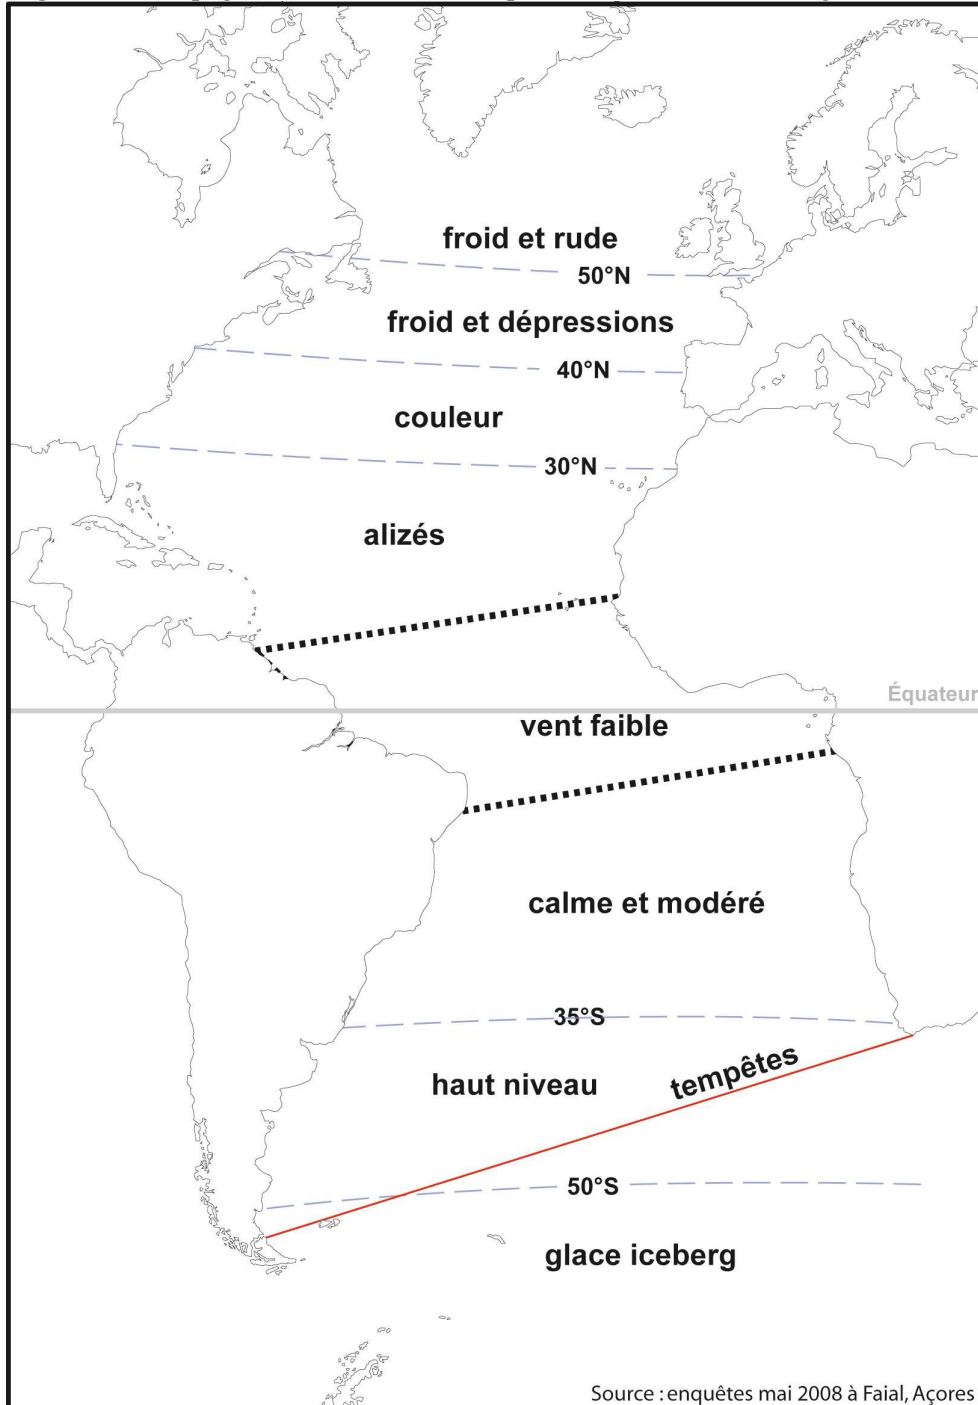 froid et rude
50°N
froid et dépressions
40°N
couleur
30°N
alizés
Équateur
vent faible
calme et modéré
35°S
tempêtes
haut niveau
50°S
glace iceberg
Source : enquêtes mai 2008 à Faial, Açores